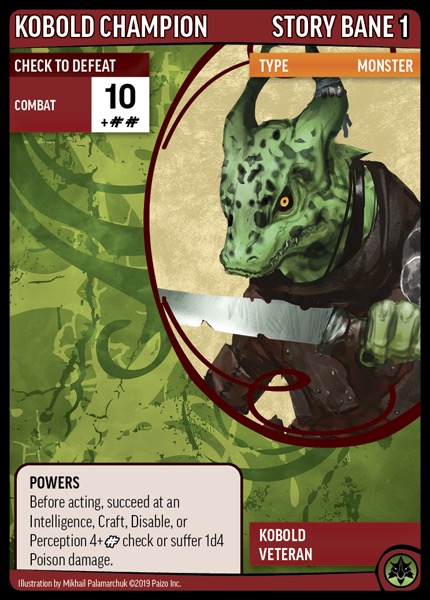 KOBOLD CHAMPION STORY BANE 1
CHECK TO DEFEAT
TYPE MONSTER
COMBAT
10
+##
POWERS
Before acting, succeed at an
Intelligence, Craft, Disable, or
Perception 4+# check or suffer 1d4
Poison damage.
KOBOLD
VETERAN
Illustration by Mikhail Palamarchuk ©2019 Paizo Inc.